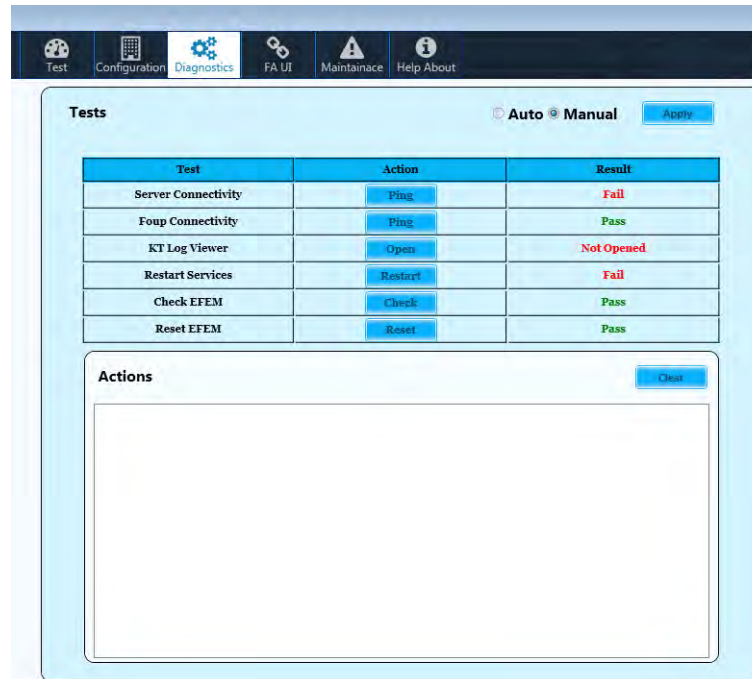 Test Configuration Diagnostics FA UI Maintainace Help About
Tests Auto Manual Apply
Test Action Result
Server Connectivity Ping Fail
Foup Connectivity Ping Pass
KT Log Viewer Open Not Opened
Restart Services Restart Fail
Check EFEM Check Pass
Reset EFEM Reset Pass
Actions Clear